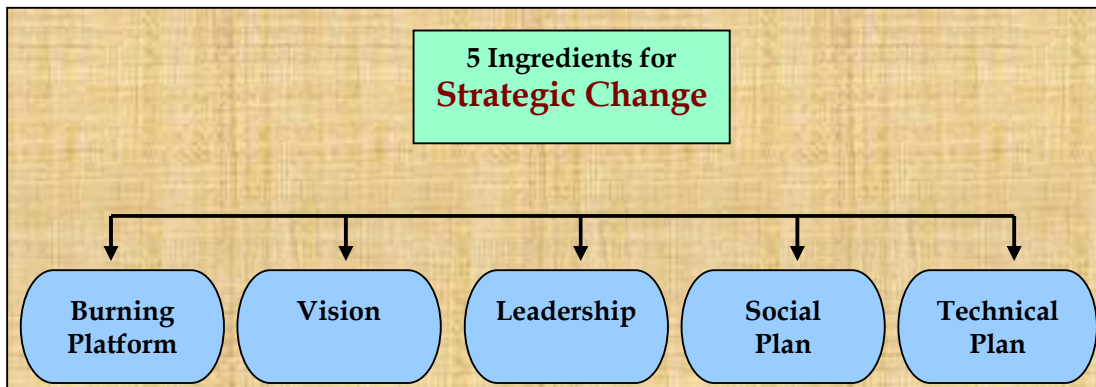 5 Ingredients for
Strategic Change
Burning
Platform
Vision
Leadership
Social
Plan
Technical
Plan